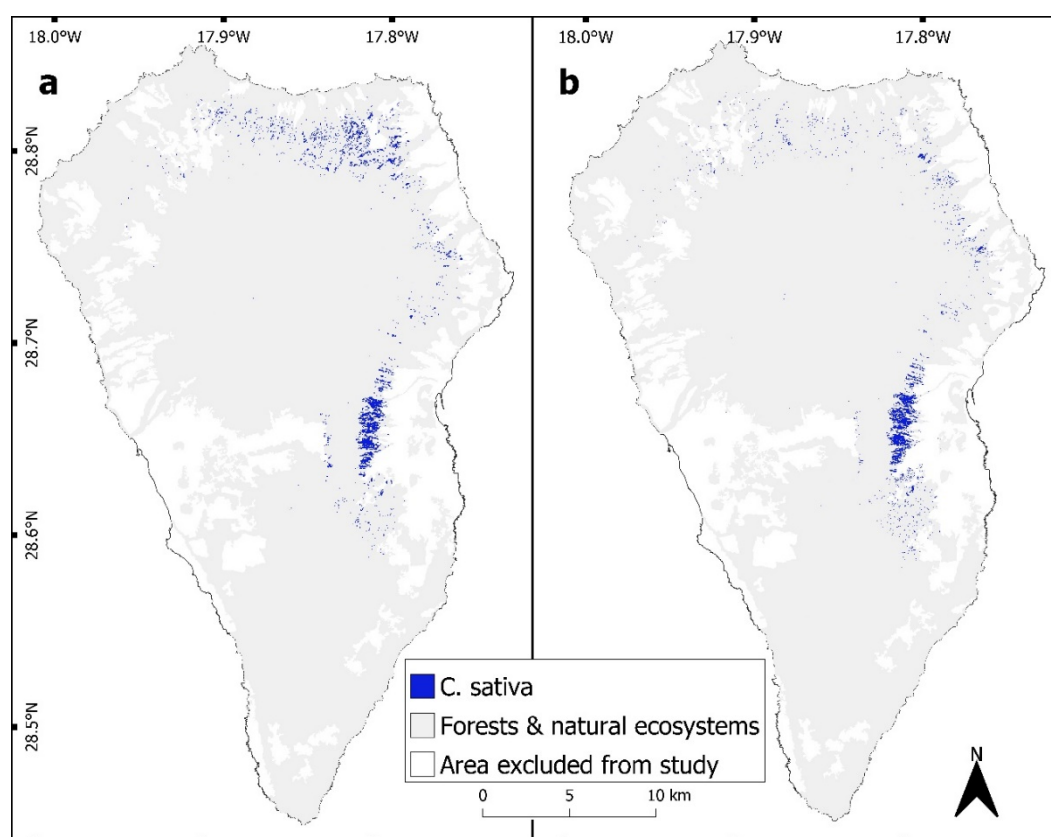 18.0°W 17.9°W 17.8°W 18.0°W 17.9°W 17.8°W
a b
28.8°N
28.7°N
28.6°N
28.5°N
C. sativa
Forests & natural ecosystems
Area excluded from study
0 5 10 km
N